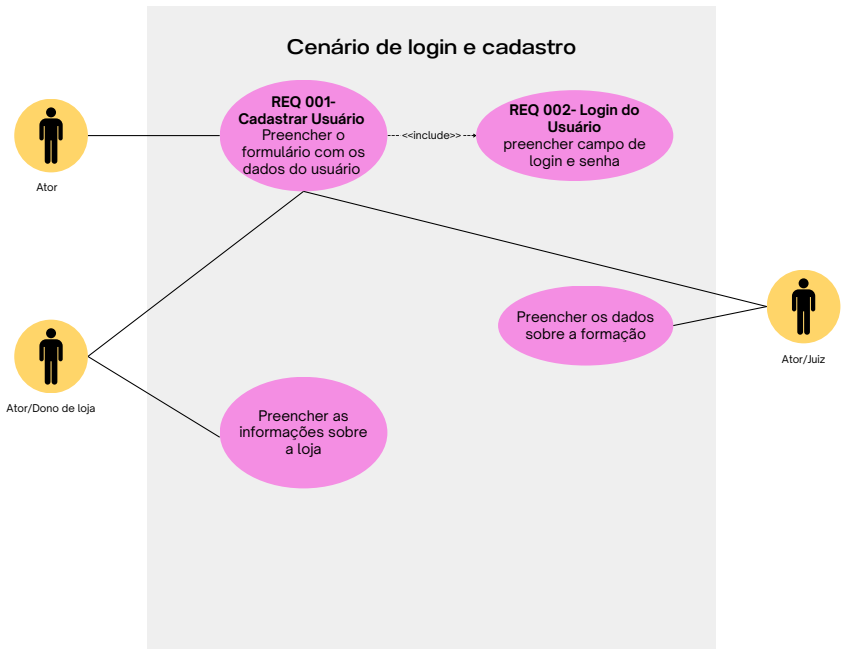 Cenário de login e cadastro
REQ 001-
Cadastrar Usuário
Preencher o
formulário com os
dados do usuário
<<include>>
REQ 002- Login do
Usuário
preencher campo de
login e senha
Ator
Preencher os dados
sobre a formação
Ator/Juiz
Ator/Dono de loja
Preencher as
informações sobre
a loja